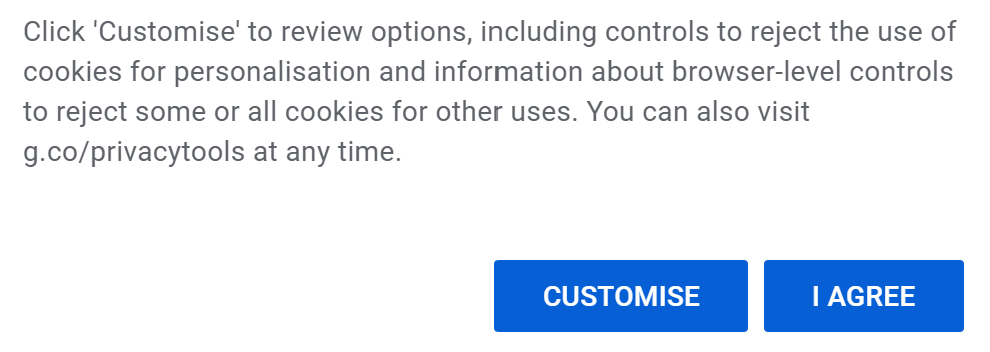 Click 'Customise' to review options, including controls to reject the use of
cookies for personalisation and information about browser-level controls
to reject some or all cookies for other uses. You can also visit
g.co/privacytools at any time.
CUSTOMISE
I AGREE